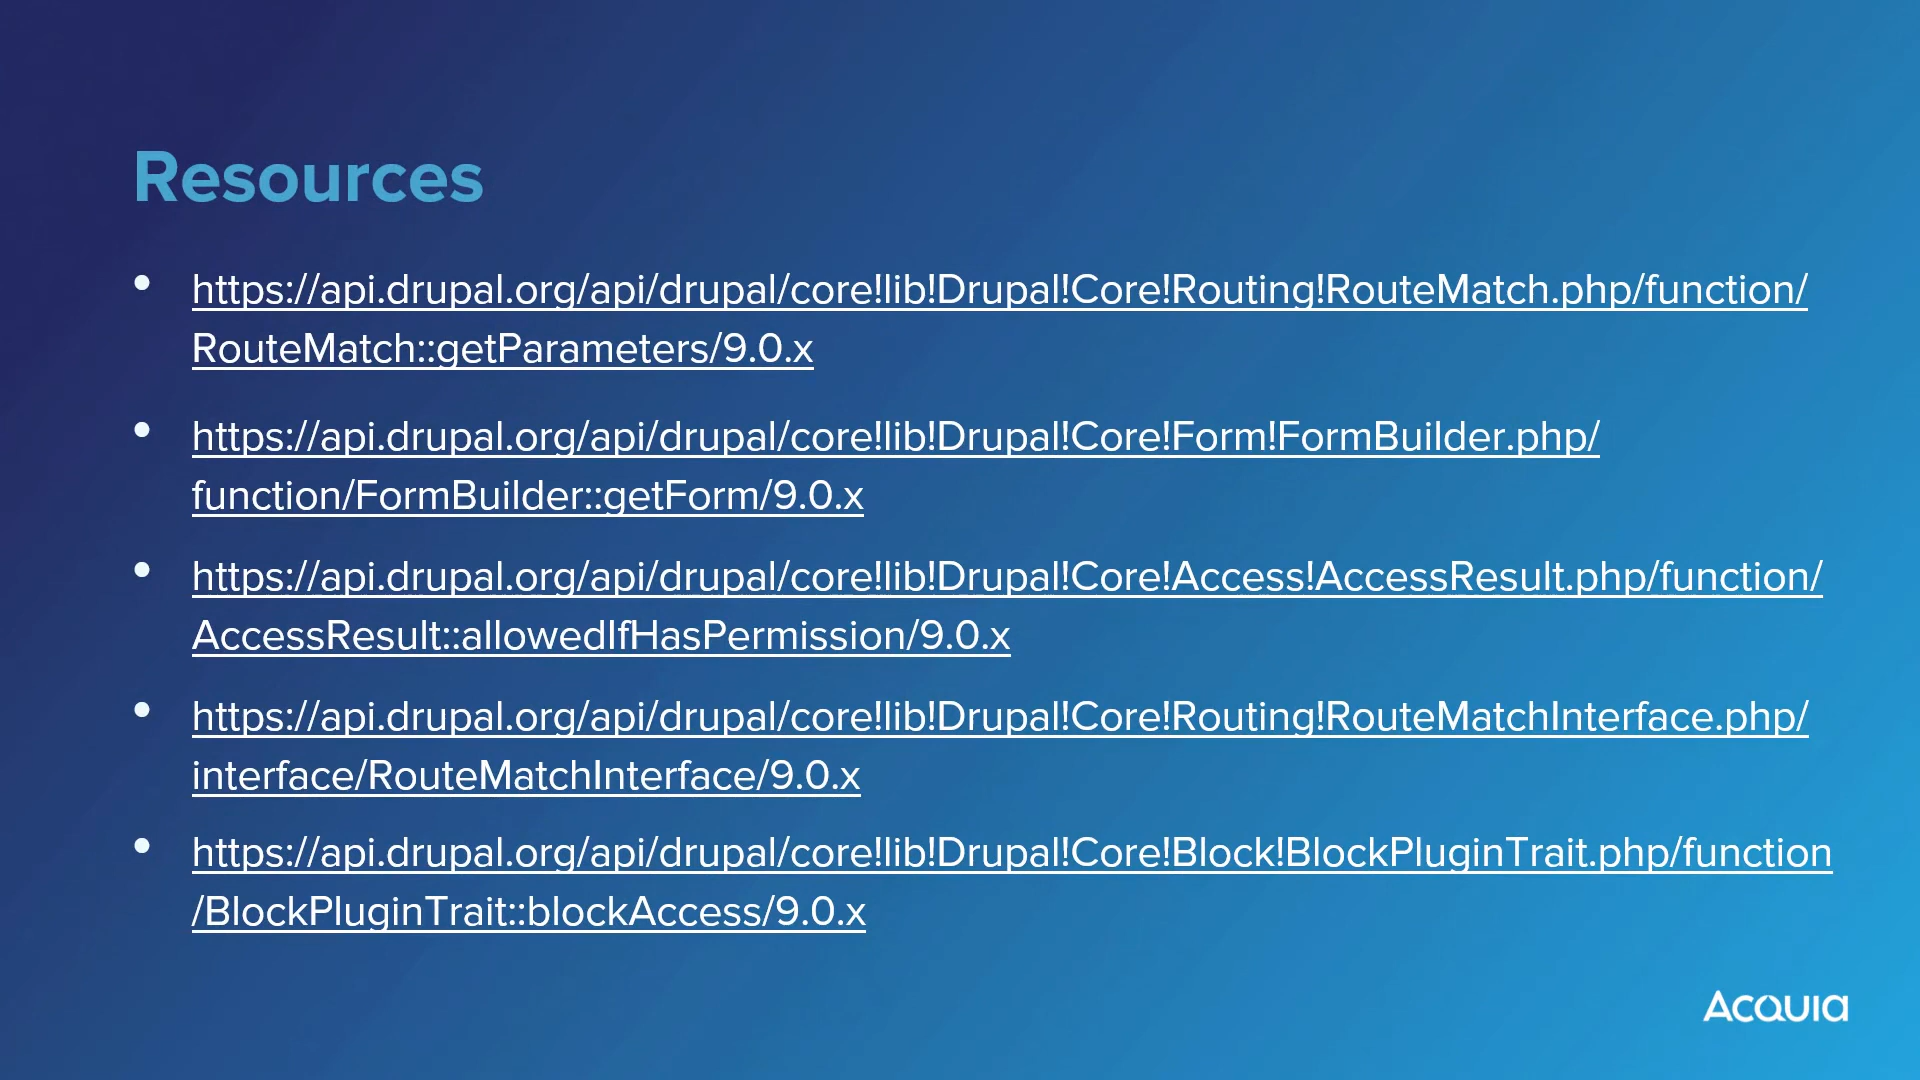 Resources
• https://api.drupal.org/api/drupal/core!lib!Drupal!Core!Routing!RouteMatch.php/function/
RouteMatch::getParameters/9.0.x
• https://api.drupal.org/api/drupal/core!lib!Drupal!Core!Form!FormBuilder.php/
function/FormBuilder::getForm/9.0.x
• https://api.drupal.org/api/drupal/core!lib!Drupal!Core!Access!AccessResult.php/function/
AccessResult::allowedIfHasPermission/9.0.x
• https://api.drupal.org/api/drupal/core!lib!Drupal!Core!Routing!RouteMatchInterface.php/
interface/RouteMatchInterface/9.0.x
• https://api.drupal.org/api/drupal/core!lib!Drupal!Core!Block!BlockPluginTrait.php/function
/BlockPluginTrait::blockAccess/9.0.x
Acquia